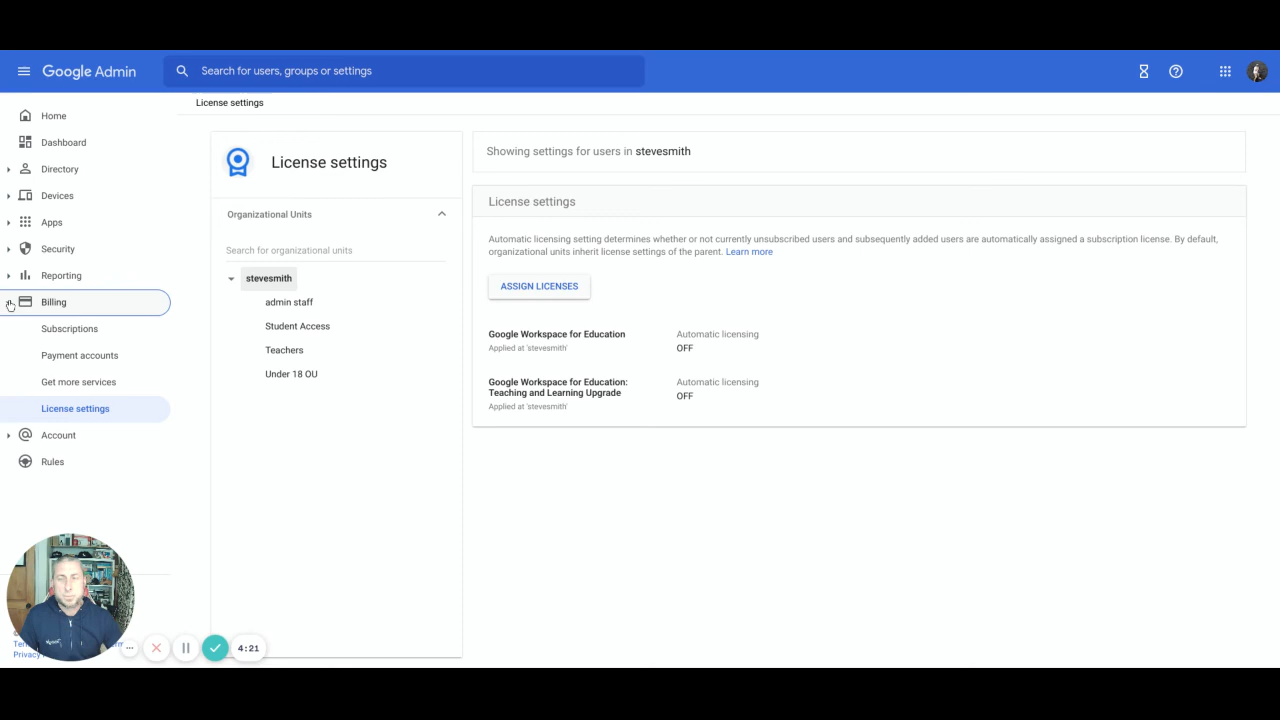 Google Admin
Search for users, groups or settings
License settings
Home
Dashboard
Directory
Devices
Apps
Security
Reporting
Billing
Subscriptions
Payment accounts
Get more services
License settings
Account
Rules
License settings
Organizational Units
Search for organizational units
stevesmith
admin staff
Student Access
Teachers
Under 18 OU
Showing settings for users in stevesmith
License settings
Automatic licensing setting determines whether or not currently unsubscribed users and subsequently added users are automatically assigned a subscription license. By default,
organizational units inherit license settings of the parent. Learn more
ASSIGN LICENSES
Google Workspace for Education
Applied at 'stevesmith'
Automatic licensing
OFF
Google Workspace for Education:
Teaching and Learning Upgrade
Applied at 'stevesmith'
Automatic licensing
OFF
4:21